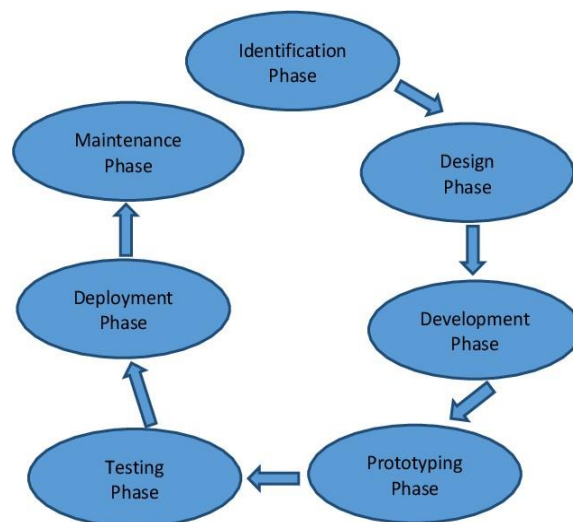 Identification
Phase
Design
Phase
Development
Phase
Prototyping
Phase
Testing
Phase
Deployment
Phase
Maintenance
Phase